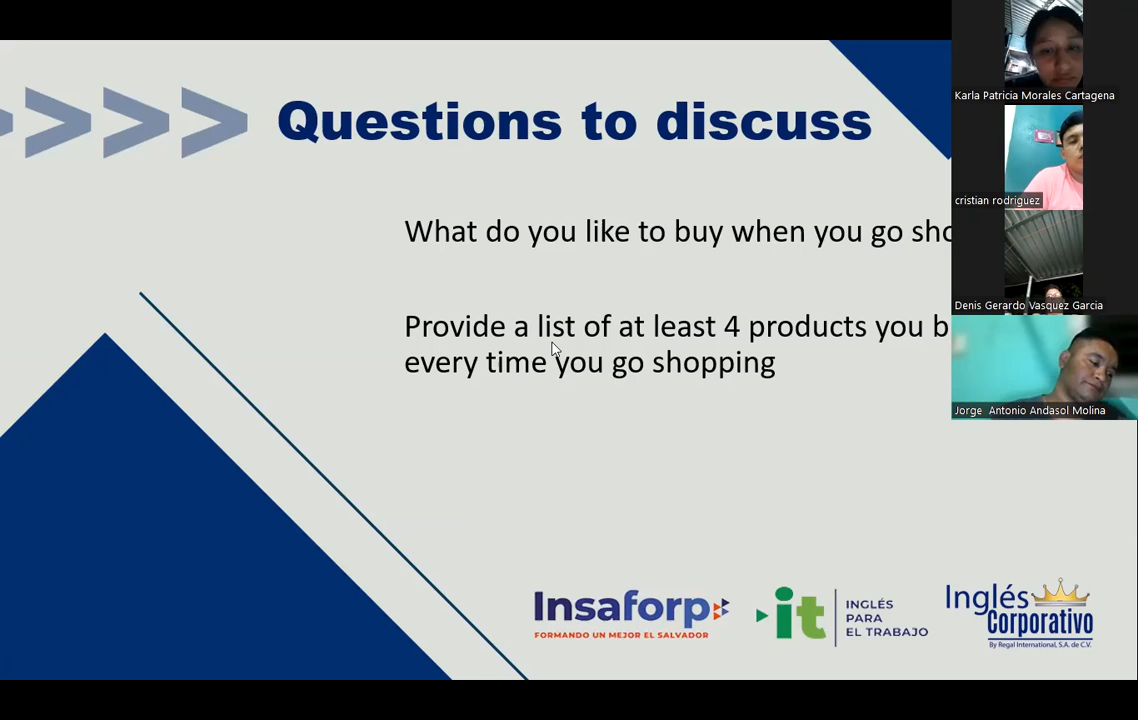 Questions to discuss
What do you like to buy when you go
Provide a list of at least 4 products you
every time you go shopping
Karla Patricia Morales Cartagena
cristian rodriguez
Denis Gerardo Vasquez Garcia
Jorge Antonio Andasol Molina
Insaforp
FORMANDO UN MEJOR EL SALVADOR
it
INGLÉS
PARA
EL TRABAJO
Inglés
Corporativo
By Regal International, S.A. de C.V.